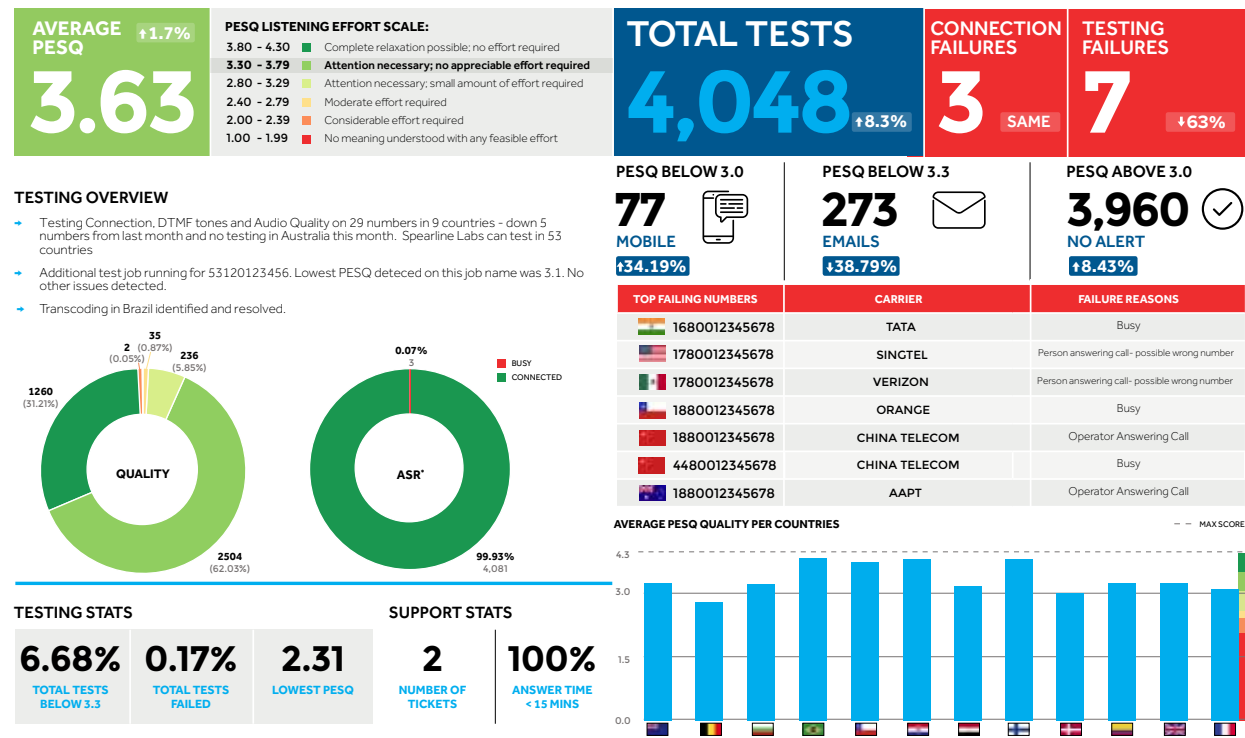 AVERAGE
PESQ
↑1.7%
3.63
PESQ LISTENING EFFORT SCALE:
3.80 - 4.30 Complete relaxation possible; no effort required
3.30 - 3.79 Attention necessary; no appreciable effort required
2.80 - 3.29 Attention necessary; small amount of effort required
2.40 - 2.79 Moderate effort required
2.00 - 2.39 Considerable effort required
1.00 - 1.99 No meaning understood with any feasible effort
TOTAL TESTS
4,048
↑8.3%
CONNECTION
FAILURES
3
SAME
TESTING
FAILURES
7
↓63%
TESTING OVERVIEW
Testing Connection, DTMF tones and Audio Quality on 29 numbers in 9 countries - down 5
numbers from last month and no testing in Australia this month. Spearline Labs can test in 53
countries
Additional test job running for 53120123456. Lowest PESQ deteced on this job name was 3.1. No
other issues detected.
Transcoding in Brazil identified and resolved.
PESQ BELOW 3.0
77
MOBILE
↑34.19%
PESQ BELOW 3.3
273
EMAILS
↓38.79%
PESQ ABOVE 3.0
3,960
NO ALERT
↑8.43%
35
(0.87%)
2
(0.05%)
236
(5.85%)
1260
(31.21%)
QUALITY
2504
(62.03%)
0.07%
3
BUSY
CONNECTED
ASR*
99.93%
4,081
TOP FAILING NUMBERS CARRIER FAILURE REASONS
1680012345678 TATA Busy
1780012345678 SINGTEL Person answering call- possible wrong number
1780012345678 VERIZON Person answering call- possible wrong number
1880012345678 ORANGE Busy
1880012345678 CHINA TELECOM Operator Answering Call
4480012345678 CHINA TELECOM Busy
1880012345678 AAPT Operator Answering Call
AVERAGE PESQ QUALITY PER COUNTRIES
MAX SCORE
4.3
3.0
1.5
0.0
TESTING STATS
6.68%
TOTAL TESTS
BELOW 3.3
0.17%
TOTAL TESTS
FAILED
2.31
LOWEST PESQ
SUPPORT STATS
2
NUMBER OF
TICKETS
100%
ANSWER TIME
< 15 MINS